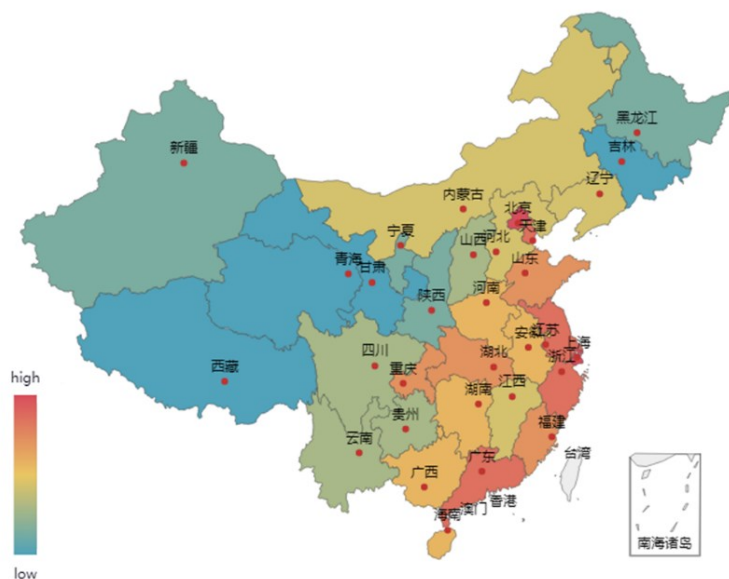 黑龙江
新疆
吉林
辽宁
内蒙古
北京
天津
宁夏
山西
河北
山东
青海
甘肃
河南
陕西
江苏
安徽
上海
浙江
四川
湖北
重庆
high
西藏
湖南
江西
贵州
福建
云南
台湾
广东
广西
香港
澳门
海南
南海诸岛
low